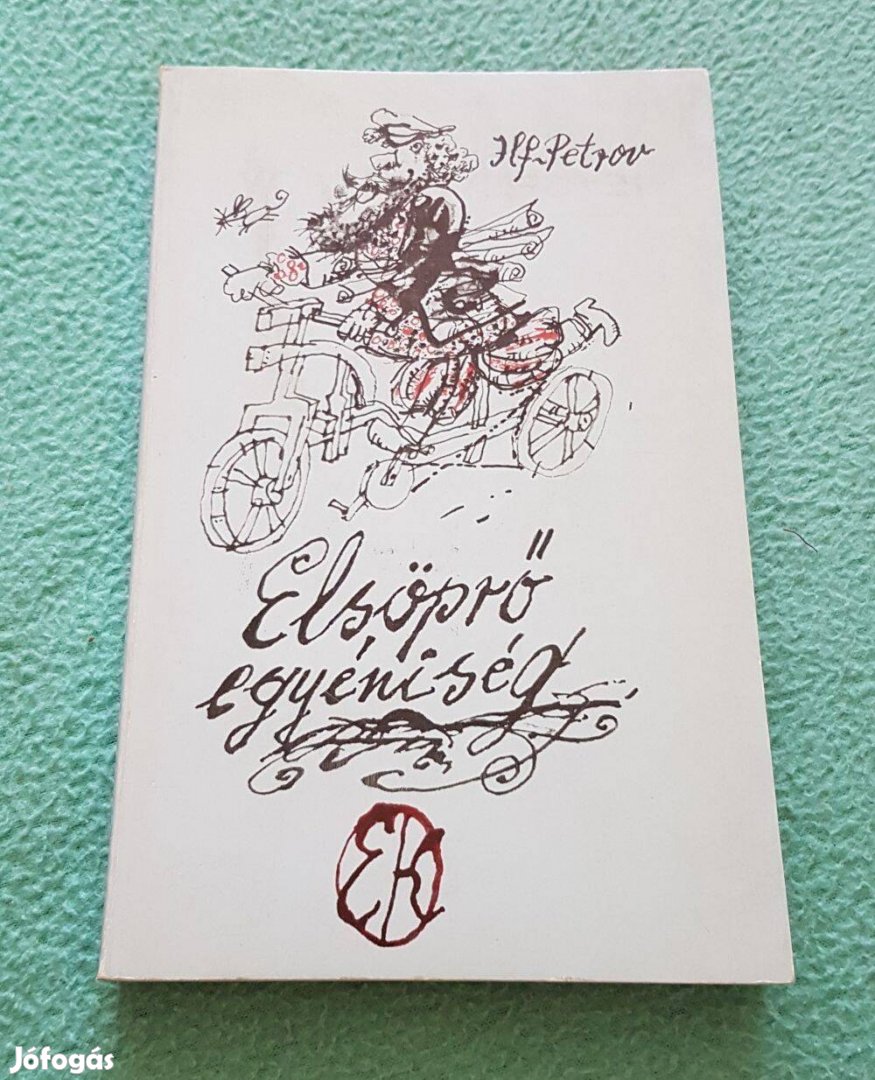 Ilf-Petrov
Elsöprő
egyéniség
EK
Jófogás